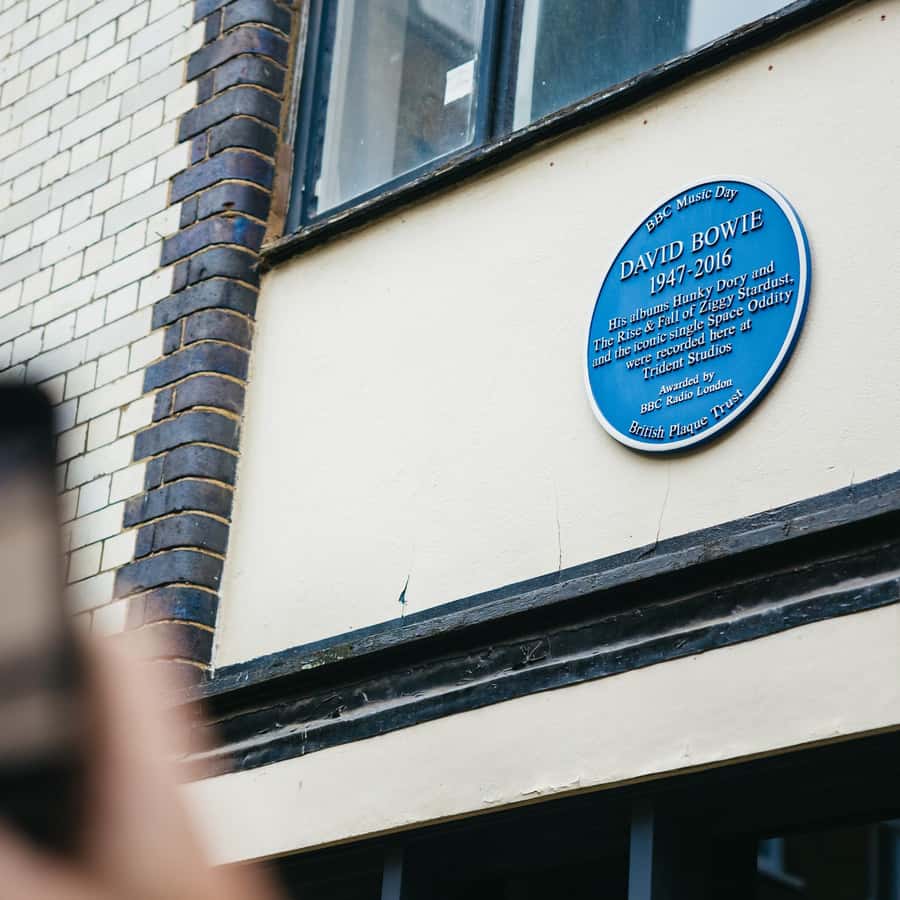 BBC Music Day
DAVID BOWIE
1947-2016
His albums Hunky Dory and
The Rise & Fall of Ziggy Stardust,
and the iconic single Space Oddity
were recorded here at
Trident Studios
Awarded by
BBC Radio London
British Plaque Trust